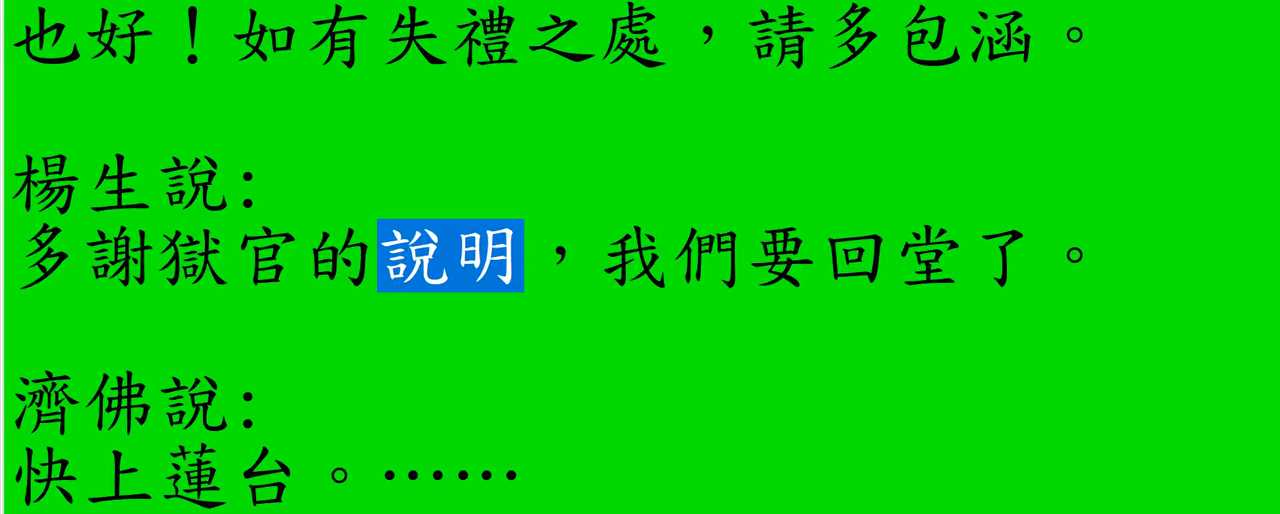 也好！如有失禮之處，請多包涵。
楊生說:
多謝獄官的說明，我們要回堂了。
濟佛說:
快上蓮台。……